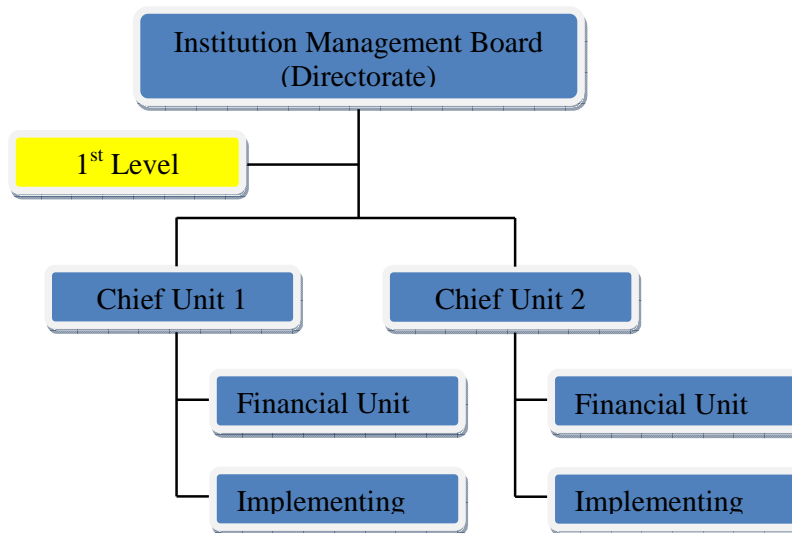 Institution Management Board
(Directorate)
1st Level
Chief Unit 1
Chief Unit 2
Financial Unit
Financial Unit
Implementing
Implementing